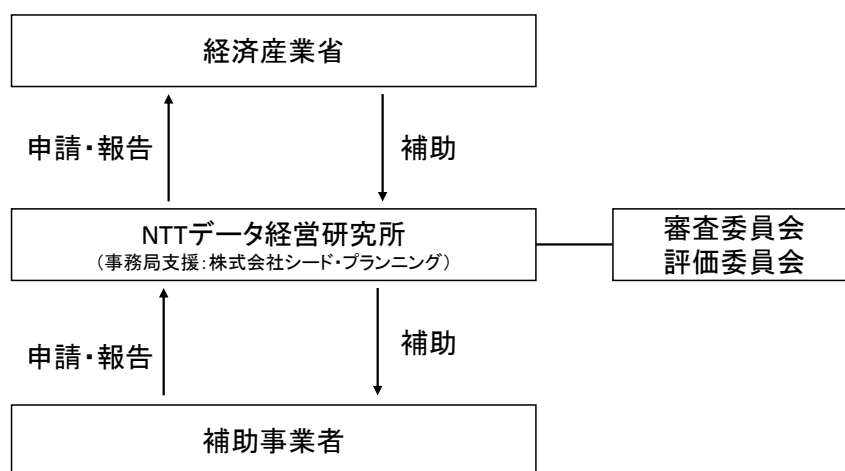 経済産業省
申請・報告
補助
NTTデータ経営研究所
(事務局支援:株式会社シード・プランニング)
審査委員会
評価委員会
申請・報告
補助
補助事業者